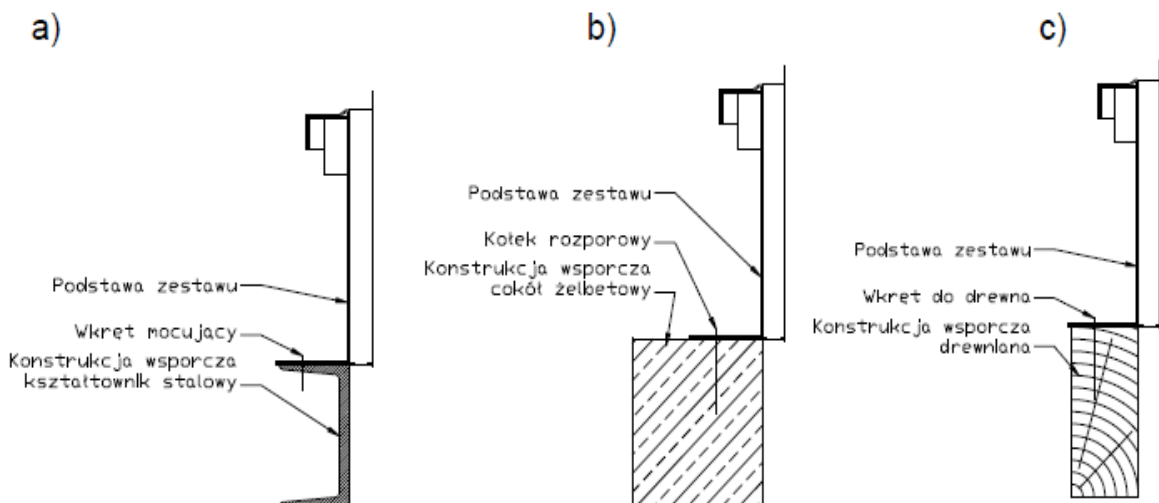 a)
b)
c)
Podstawa zestawu
Wkręt mocujący
Konstrukcja wsporcza
kształtownik stalowy
Podstawa zestawu
Kołek rozporowy
Konstrukcja wsporcza
cokół żelbetowy
Podstawa zestawu
Wkręt do drewna
Konstrukcja wsporcza
drewniana